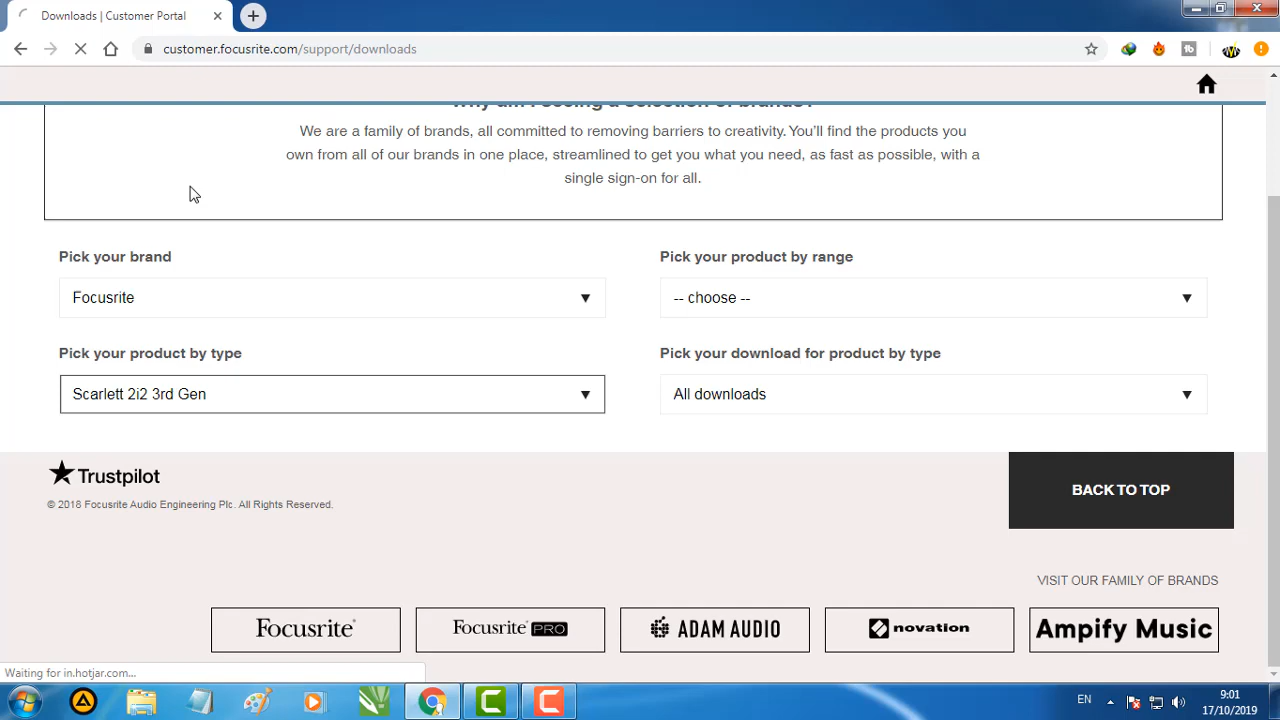 Downloads | Customer Portal
customer.focusrite.com/support/downloads
Why am I seeing a selection of brands?
We are a family of brands, all committed to removing barriers to creativity. You'll find the products you
own from all of our brands in one place, streamlined to get you what you need, as fast as possible, with a
single sign-on for all.
Pick your brand
Pick your product by range
Focusrite
-- choose --
Pick your product by type
Pick your download for product by type
Scarlett 2i2 3rd Gen
All downloads
Trustpilot
BACK TO TOP
© 2018 Focusrite Audio Engineering Plc. All Rights Reserved.
VISIT OUR FAMILY OF BRANDS
Focusrite
Focusrite PRO
ADAM AUDIO
novation
Ampify Music
Waiting for in.hotjar.com...
EN
9:01
17/10/2019